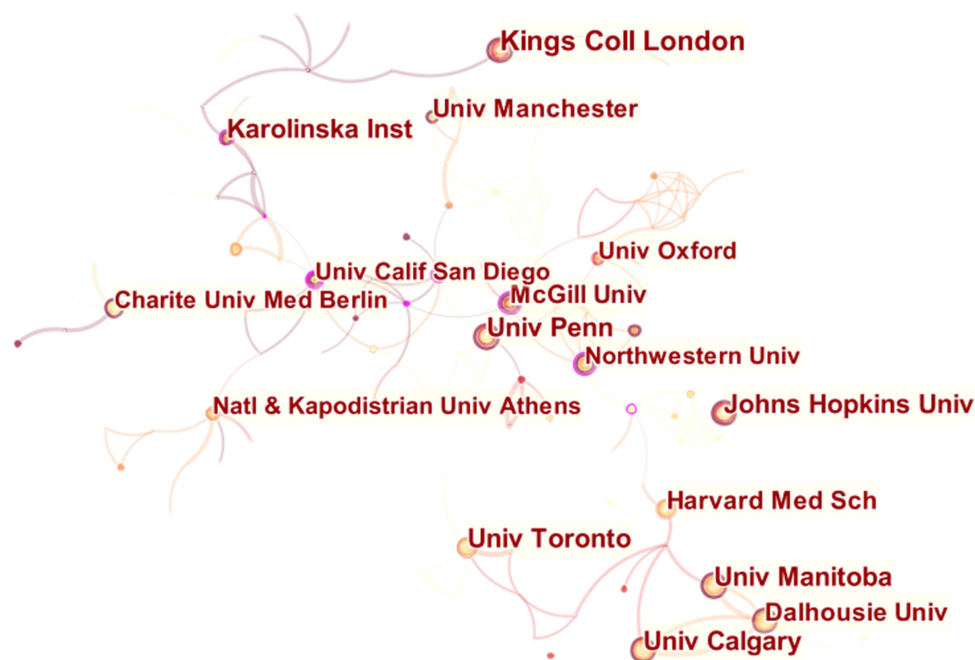 Kings Coll London
Univ Manchester
Karolinska Inst
Univ Oxford
Univ Calif San Diego
Charite Univ Med Berlin
McGill Univ
Univ Penn
Northwestern Univ
Natl & Kapodistrian Univ Athens
Johns Hopkins Univ
Harvard Med Sch
Univ Toronto
Univ Manitoba
Dalhousie Univ
Univ Calgary